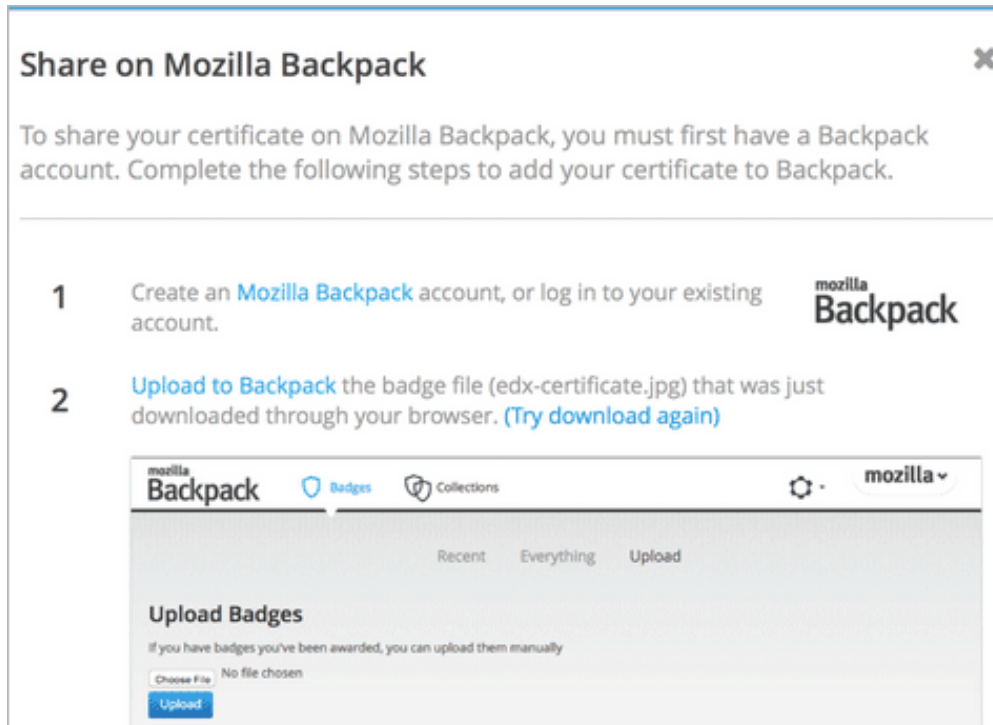 Share on Mozilla Backpack
To share your certificate on Mozilla Backpack, you must first have a Backpack
account. Complete the following steps to add your certificate to Backpack.
1
Create an Mozilla Backpack account, or log in to your existing
account.
mozilla
Backpack
2
Upload to Backpack the badge file (edx-certificate.jpg) that was just
downloaded through your browser. (Try download again)
mozilla
Backpack
Badges
Collections
mozilla
Recent Everything Upload
Upload Badges
If you have badges you've been awarded, you can upload them manually
Choose File No file chosen
Upload